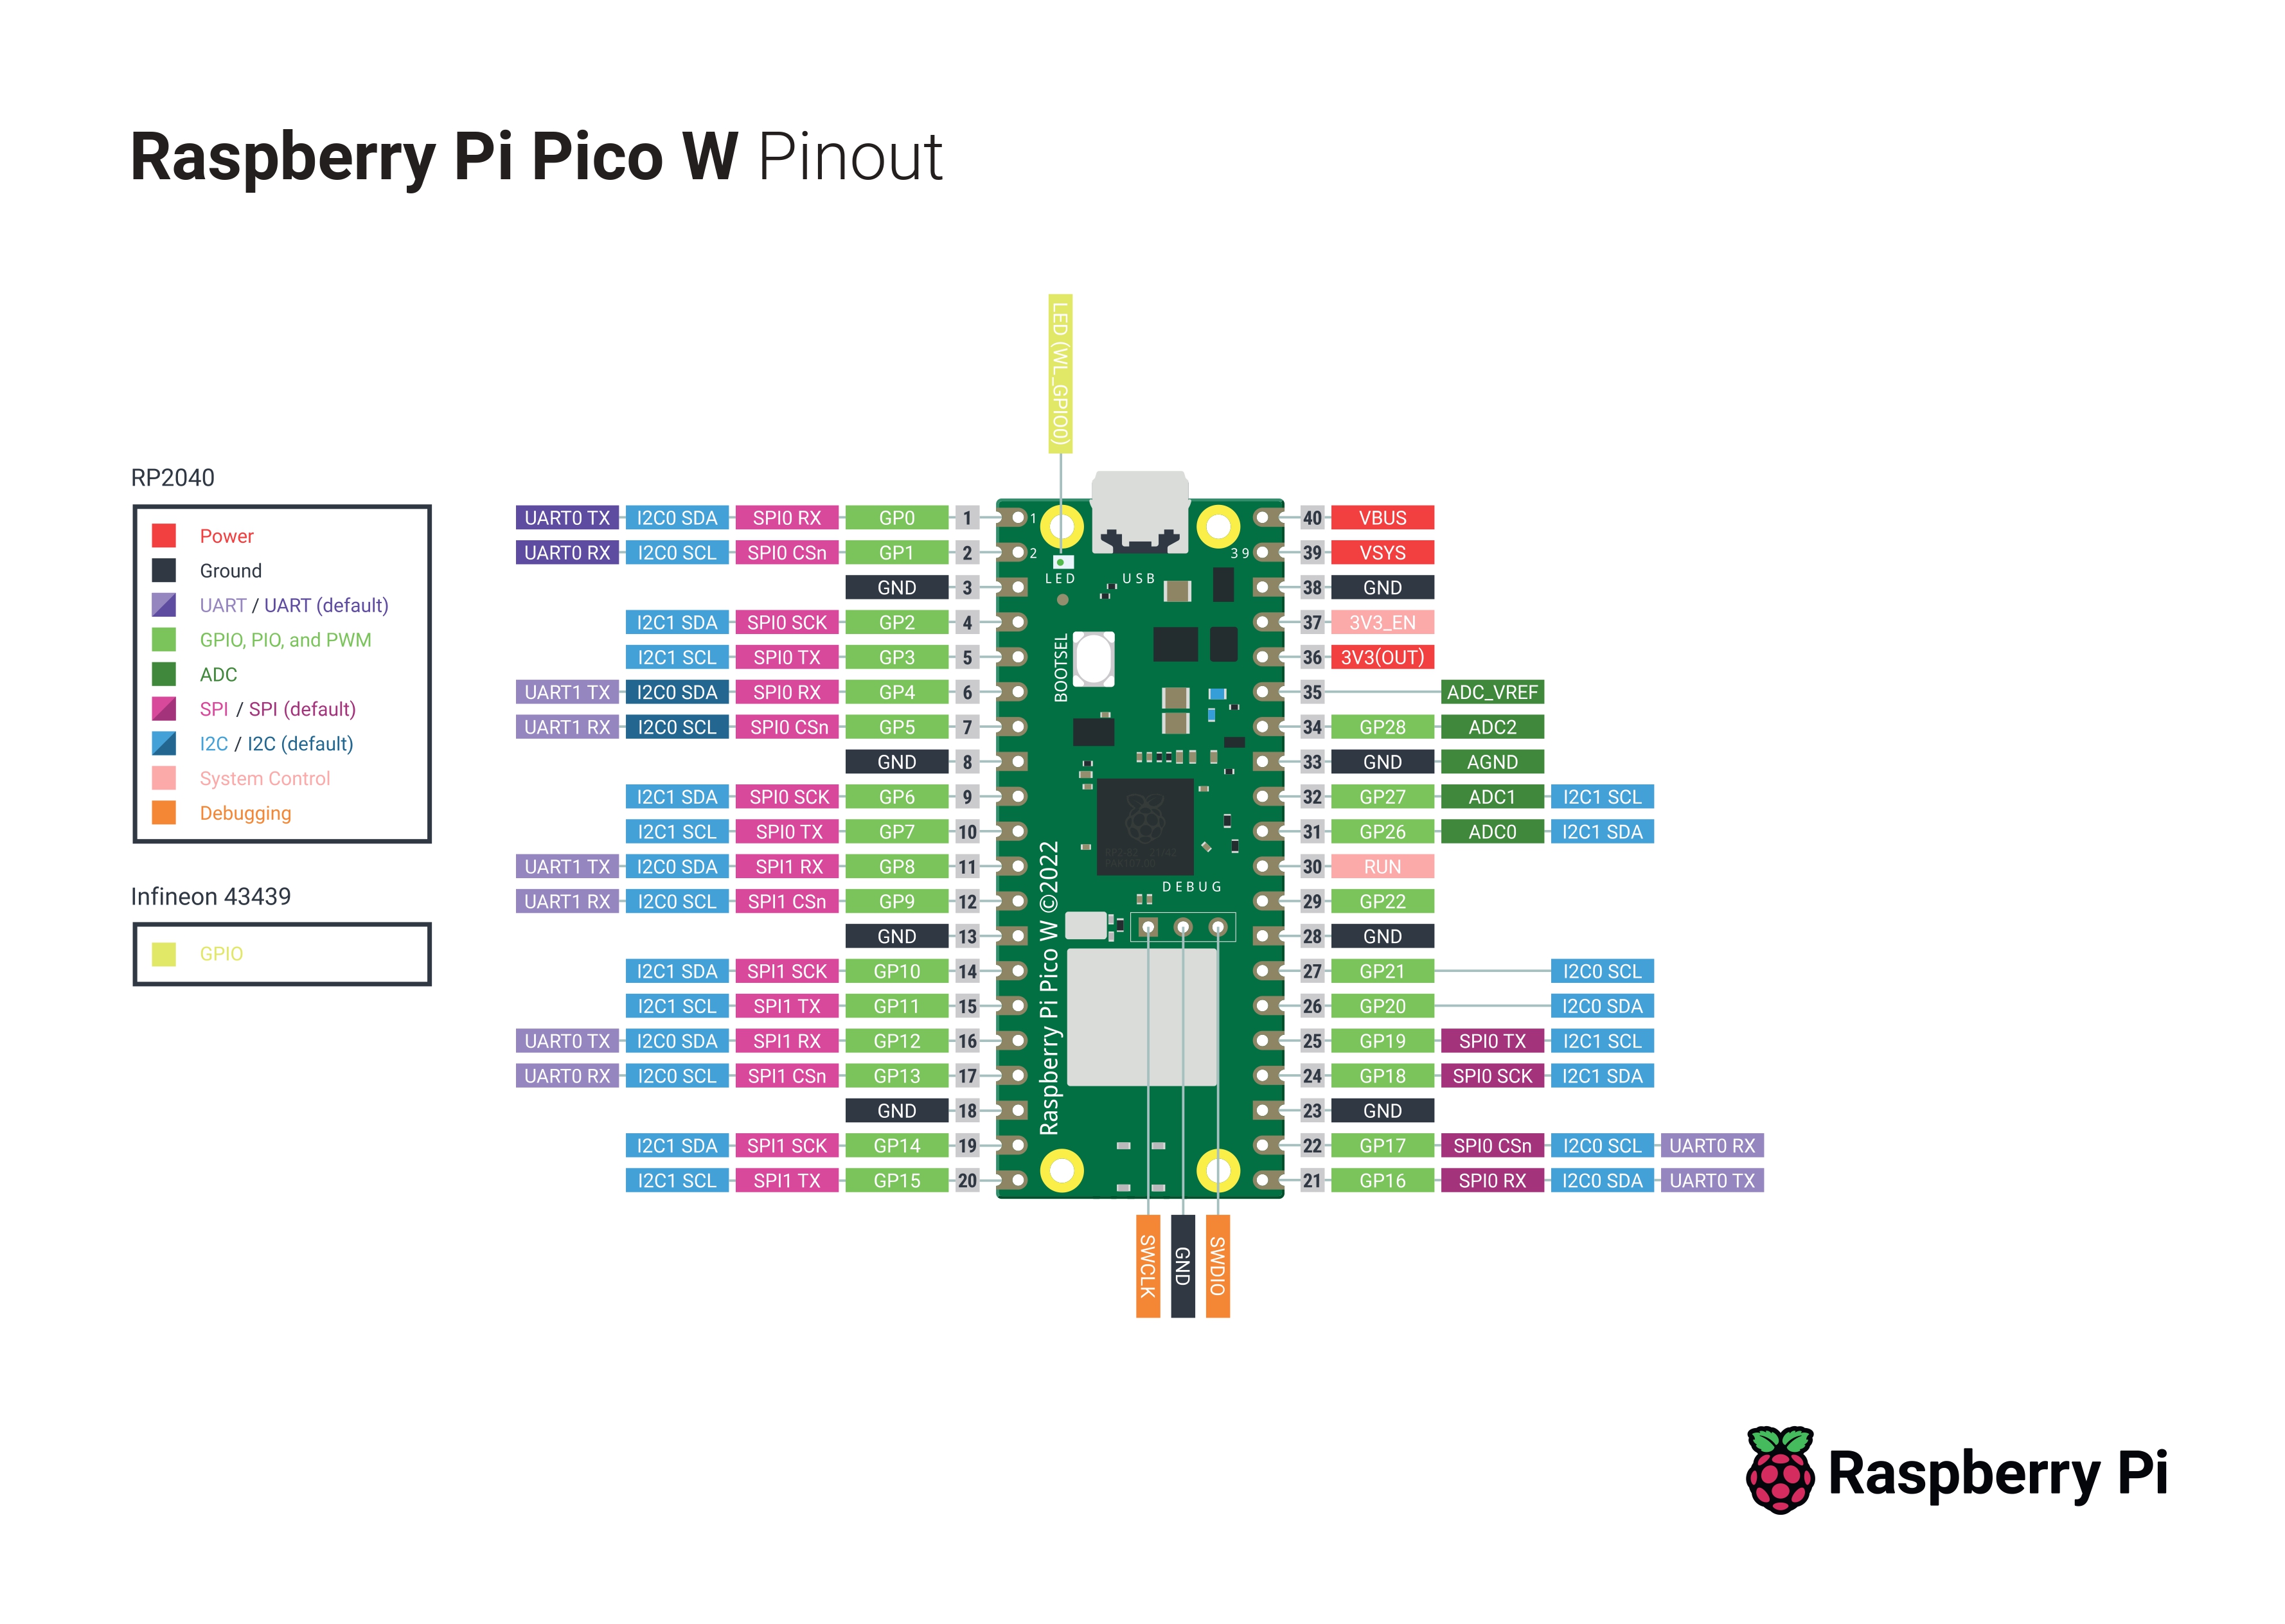 Raspberry Pi Pico W Pinout
LED (WL_GPIO0)
RP2040
Power
Ground
UART / UART (default)
GPIO, PIO, and PWM
ADC
SPI / SPI (default)
I2C / I2C (default)
System Control
Debugging
Infineon 43439
GPIO
UART0 TX I2C0 SDA SPI0 RX GP0 1 1 40 VBUS
UART0 RX I2C0 SCL SPI0 CSn GP1 2 2 39 39 VSYS
LED USB
GND 3 38 GND
I2C1 SDA SPI0 SCK GP2 4 37 3V3_EN
I2C1 SCL SPI0 TX GP3 5 36 3V3(OUT)
BOOTSEL
UART1 TX I2C0 SDA SPI0 RX GP4 6 35 ADC_VREF
UART1 RX I2C0 SCL SPI0 CSn GP5 7 34 GP28 ADC2
GND 8 33 GND AGND
I2C1 SDA SPI0 SCK GP6 9 32 GP27 ADC1 I2C1 SCL
I2C1 SCL SPI0 TX GP7 10 31 GP26 ADC0 I2C1 SDA
UART1 TX I2C0 SDA SPI1 RX GP8 11 30 RUN
DEBUG
UART1 RX I2C0 SCL SPI1 CSn GP9 12 29 GP22
GND 13 28 GND
I2C1 SDA SPI1 SCK GP10 14 27 GP21 I2C0 SCL
I2C1 SCL SPI1 TX GP11 15 26 GP20 I2C0 SDA
Raspberry Pi Pico W ©2022
UART0 TX I2C0 SDA SPI1 RX GP12 16 25 GP19 SPI0 TX I2C1 SCL
UART0 RX I2C0 SCL SPI1 CSn GP13 17 24 GP18 SPI0 SCK I2C1 SDA
GND 18 23 GND
I2C1 SDA SPI1 SCK GP14 19 22 GP17 SPI0 CSn I2C0 SCL UART0 RX
I2C1 SCL SPI1 TX GP15 20 21 GP16 SPI0 RX I2C0 SDA UART0 TX
SWCLK
GND
SWDIO
Raspberry Pi